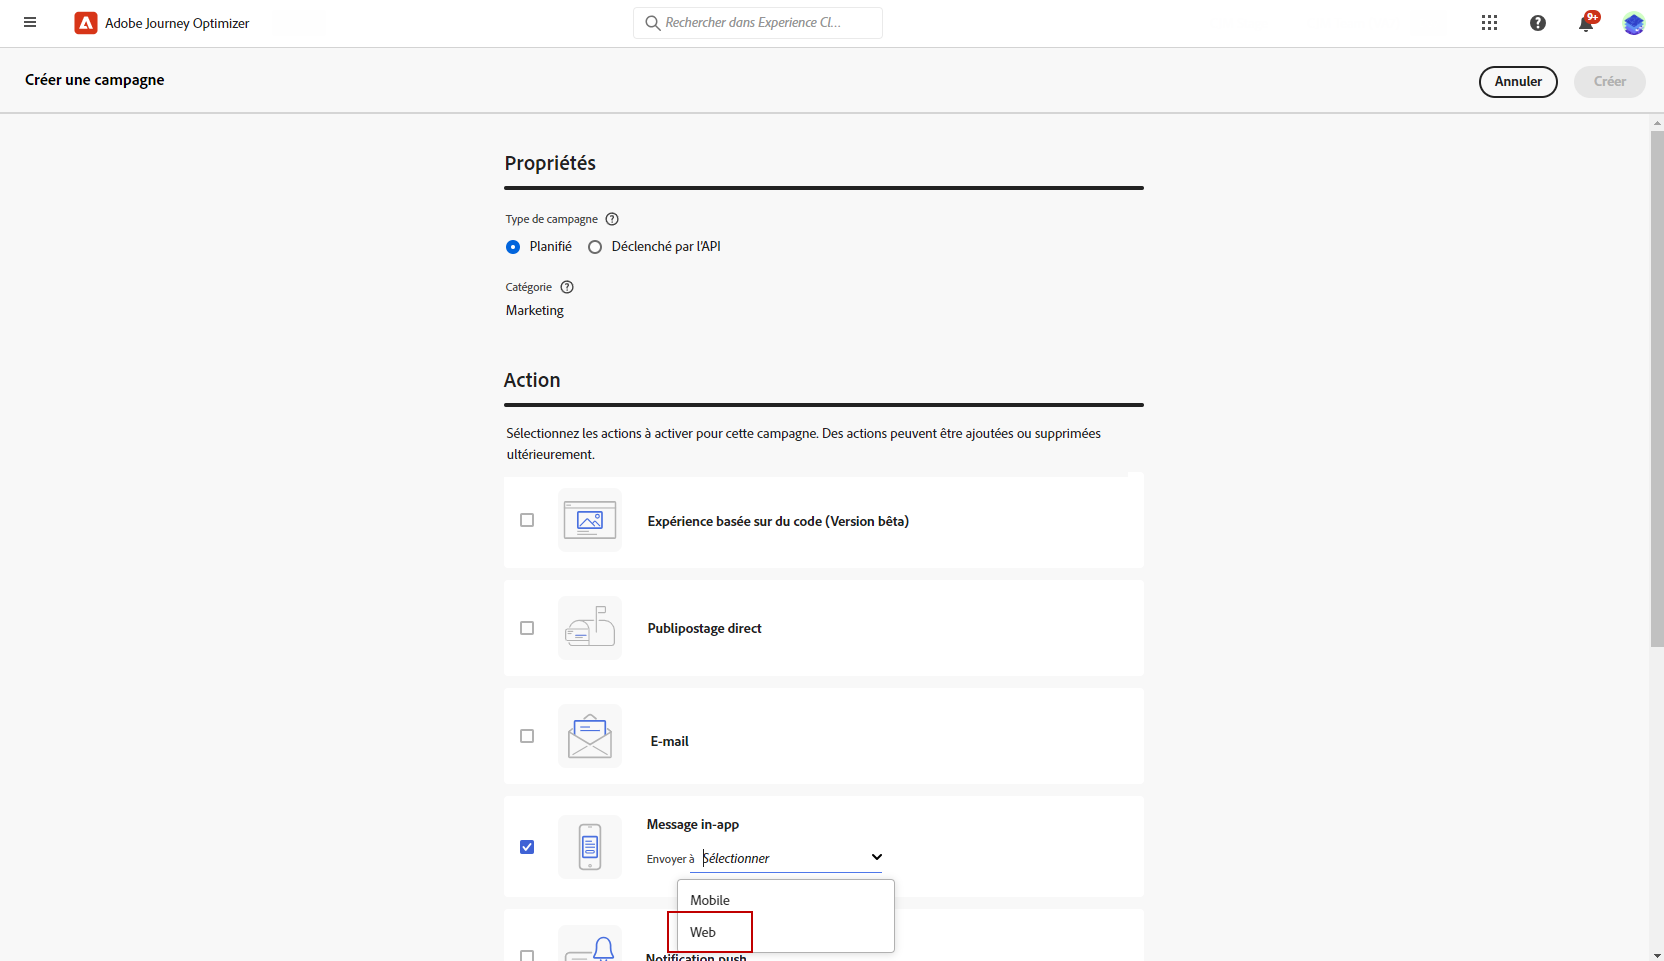 Adobe Journey Optimizer
Rechercher dans Experience Cl...
9+
Créer une campagne
Annuler
Créer
Propriétés
Type de campagne
Planifié
Déclenché par l'API
Catégorie
Marketing
Action
Sélectionnez les actions à activer pour cette campagne. Des actions peuvent être ajoutées ou supprimées
ultérieurement.
Expérience basée sur du code (Version bêta)
Publipostage direct
E-mail
Message in-app
Envoyer à Sélectionner
Mobile
Web
Notification push